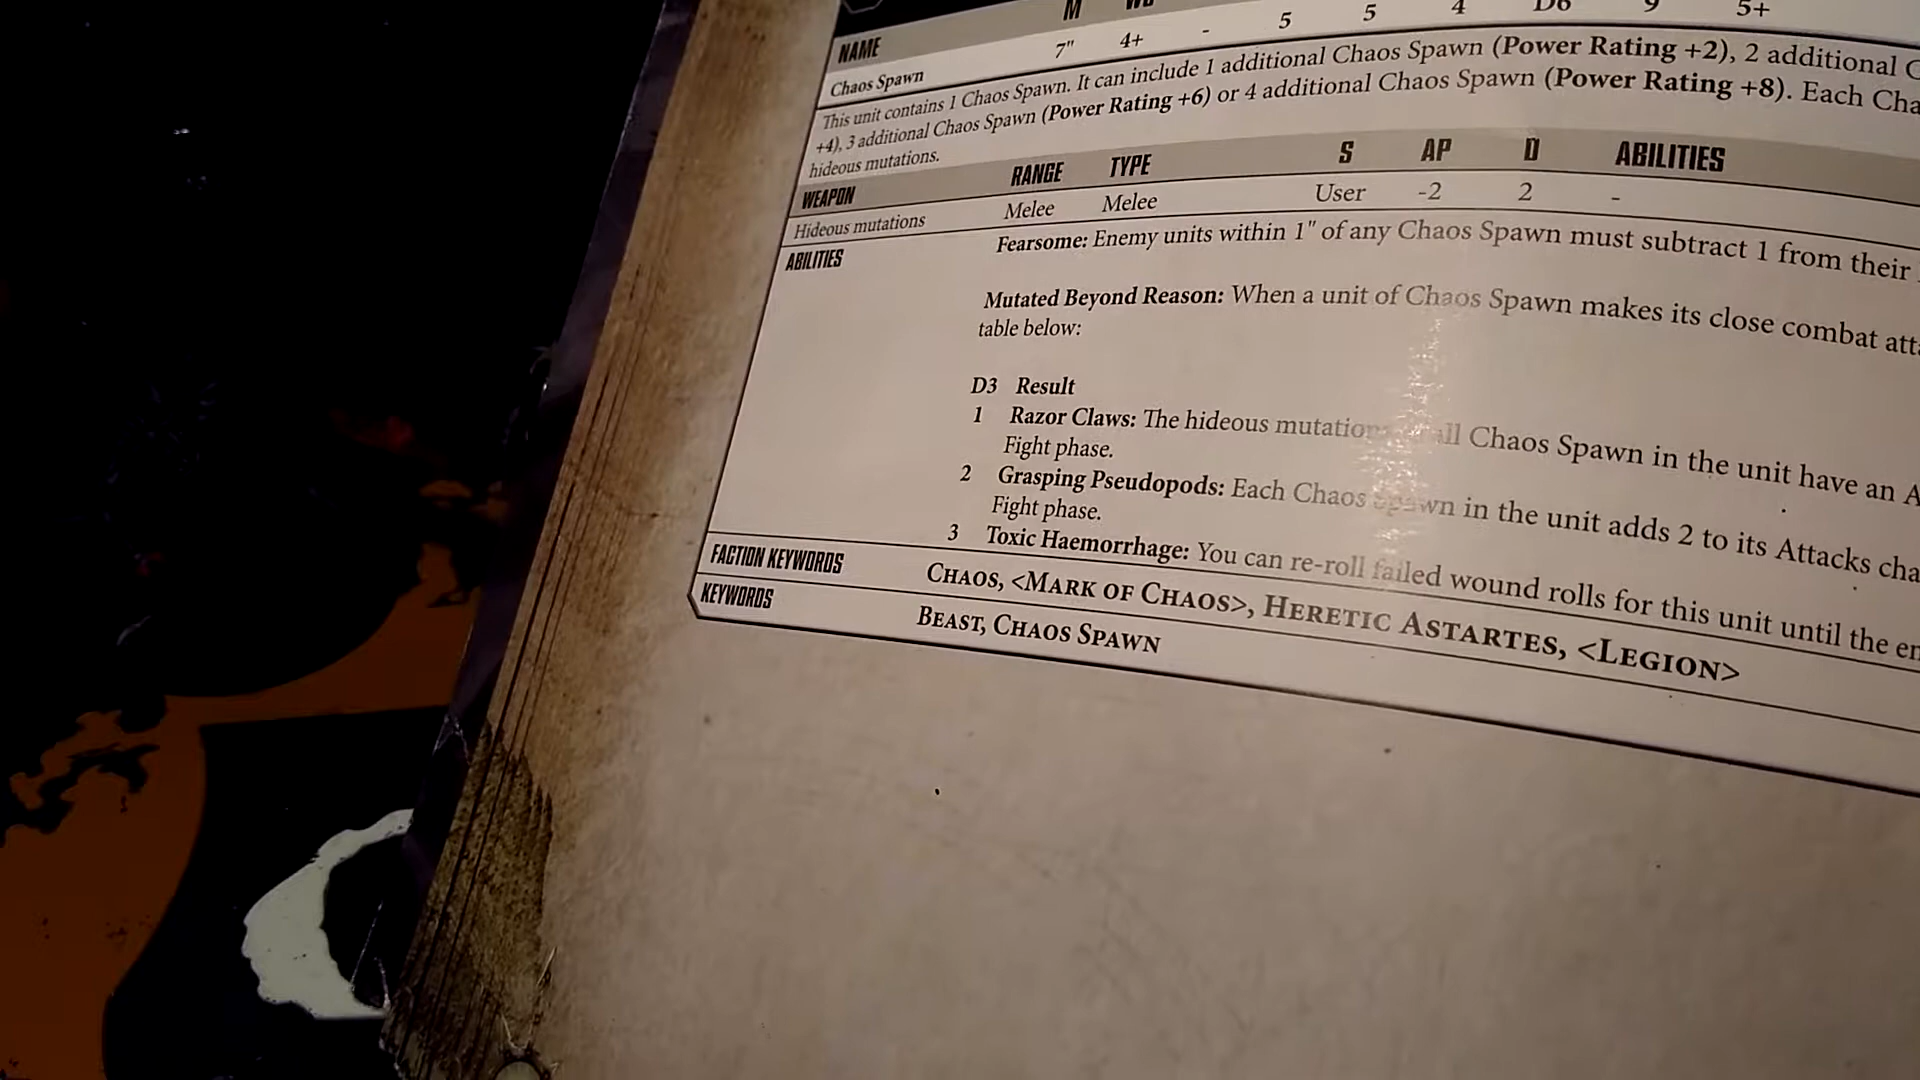 NAME M
Chaos Spawn 7" 4+ - 5 5 4 D6 9 5+
This unit contains 1 Chaos Spawn. It can include 1 additional Chaos Spawn (Power Rating +2), 2 additional
+4), 3 additional Chaos Spawn (Power Rating +6) or 4 additional Chaos Spawn (Power Rating +8). Each
hideous mutations.
WEAPON RANGE TYPE S AP D ABILITIES
Hideous mutations Melee Melee User -2 2 -
ABILITIES Fearsome: Enemy units within 1" of any Chaos Spawn must subtract 1 from their
Mutated Beyond Reason: When a unit of Chaos Spawn makes its close combat
table below:
D3 Result
1 Razor Claws: The hideous all Chaos Spawn in the unit have an
Fight phase.
2 Grasping Pseudopods: Each Chaos Spawn in the unit adds 2 to its Attacks
Fight phase.
3 Toxic Haemorrhage: You can re-roll failed wound rolls for this unit until the
FACTION KEYWORDS CHAOS, <MARK OF CHAOS>, HERETIC ASTARTES, <LEGION>
KEYWORDS BEAST, CHAOS SPAWN